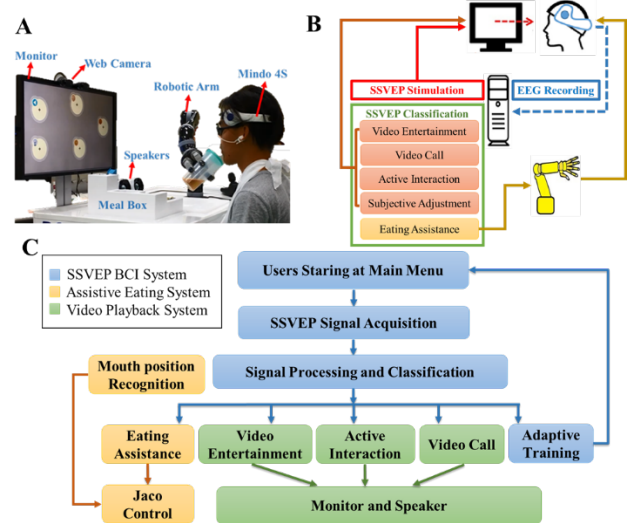 A
Monitor
Web Camera
Robotic Arm
Mindo 4S
Speakers
Meal Box
B
SSVEP Stimulation
EEG Recording
SSVEP Classification
Video Entertainment
Video Call
Active Interaction
Subjective Adjustment
Eating Assistance
C
SSVEP BCI System
Assistive Eating System
Video Playback System
Users Staring at Main Menu
SSVEP Signal Acquisition
Mouth position
Recognition
Signal Processing and Classification
Eating
Assistance
Video
Entertainment
Active
Interaction
Video Call
Adaptive
Training
Jaco
Control
Monitor and Speaker